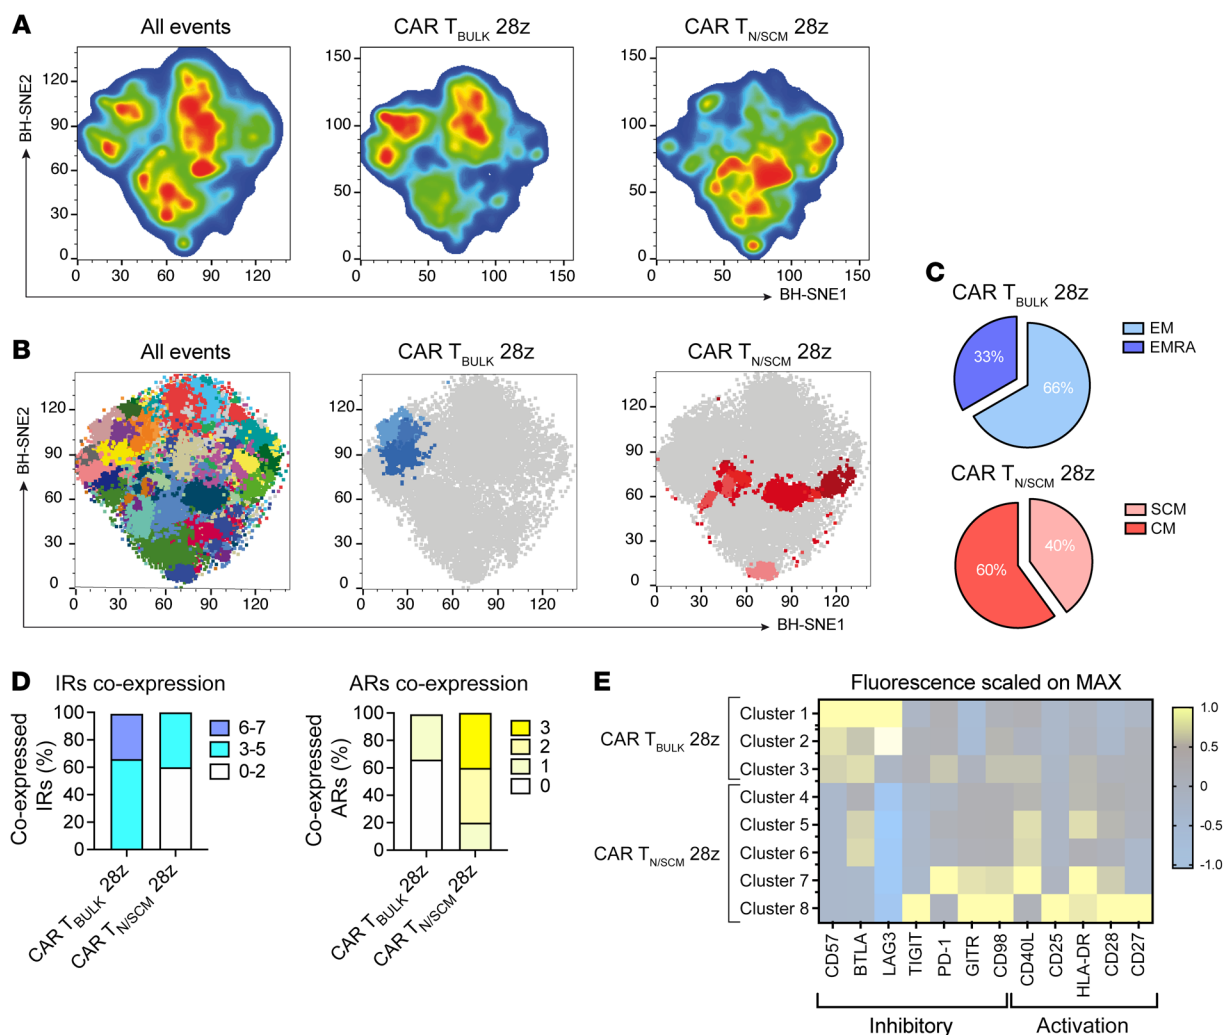 A
All events
CAR T BULK 28z
CAR T N/SCM 28z
BH-SNE2
120
90
60
30
0
0 30 60 90 120
150
100
50
0
0 50 100 150
150
100
50
0
0 50 100 150
BH-SNE1
B
All events
CAR T BULK 28z
CAR T N/SCM 28z
BH-SNE2
120
90
60
30
0
0 30 60 90 120
120
90
60
30
0
0 30 60 90 120
120
90
60
30
0
0 30 60 90 120
BH-SNE1
C
CAR T BULK 28z
33%
66%
EM
EMRA
CAR T N/SCM 28z
60%
40%
SCM
CM
D
IRs co-expression
Co-expressed
IRs (%)
100
80
60
40
20
0
6-7
3-5
0-2
CAR T BULK 28z
CAR T N/SCM 28z
ARs co-expression
Co-expressed
ARs (%)
100
80
60
40
20
0
3
2
1
0
CAR T BULK 28z
CAR T N/SCM 28z
E
Fluorescence scaled on MAX
CAR T BULK 28z
CAR T N/SCM 28z
Cluster 1
Cluster 2
Cluster 3
Cluster 4
Cluster 5
Cluster 6
Cluster 7
Cluster 8
1.0
0.5
0
-0.5
-1.0
CD57
BTLA
LAG3
TIGIT
PD-1
GITR
CD98
CD40L
CD25
HLA-DR
CD28
CD27
Inhibitory
Activation